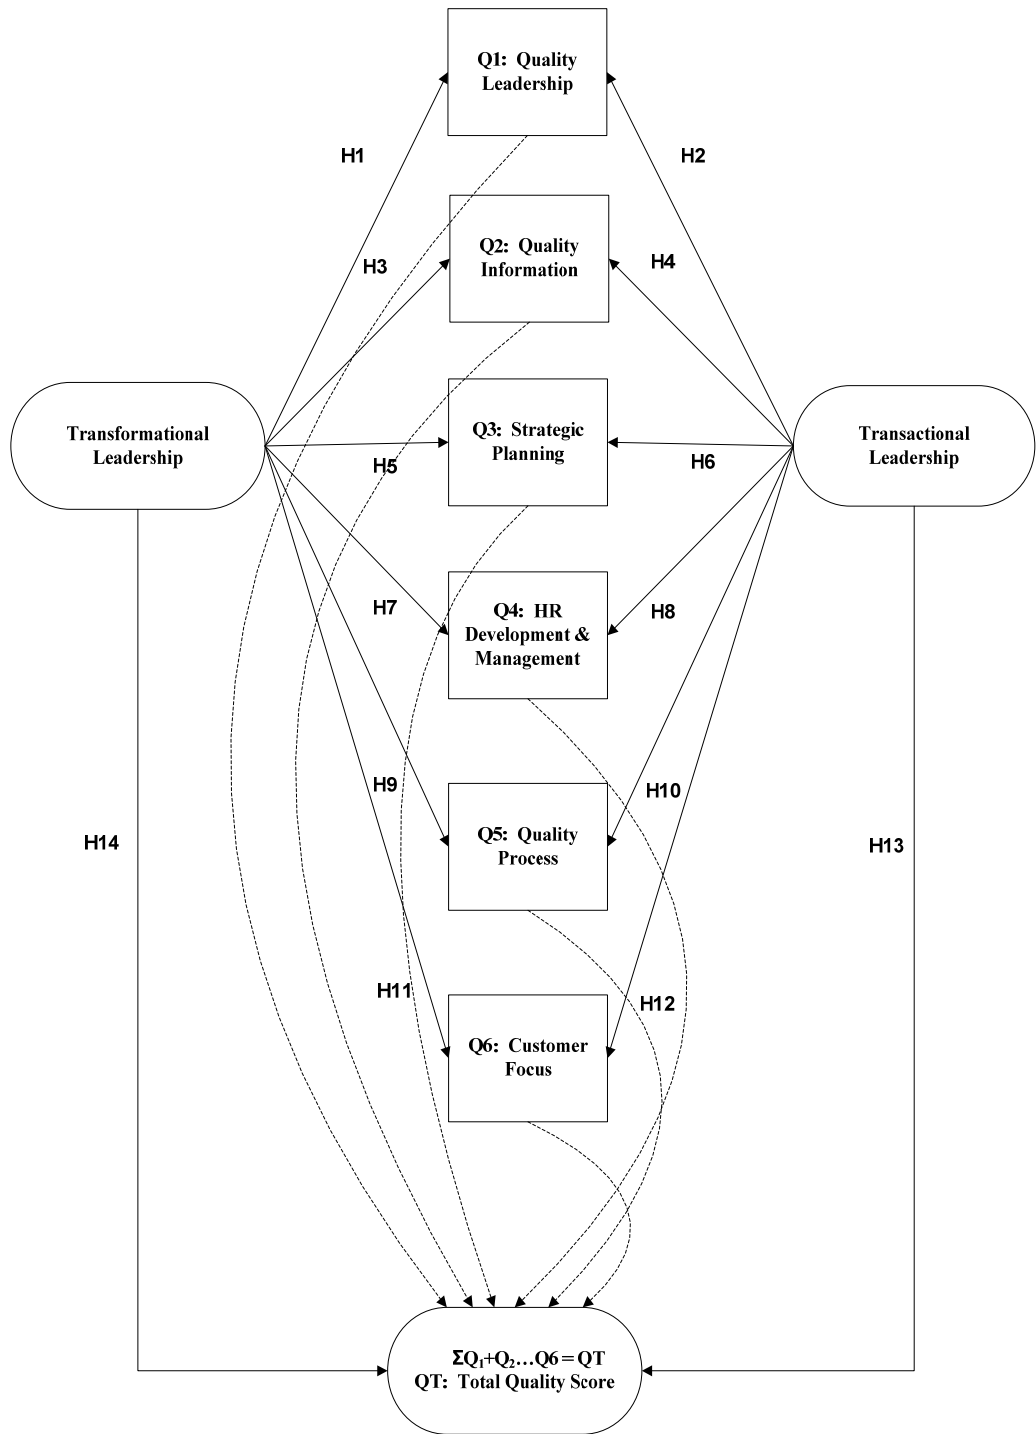 Q1: Quality
Leadership
H1
H2
Q2: Quality
Information
H3
H4
Transformational
Leadership
Q3: Strategic
Planning
Transactional
Leadership
H5
H6
Q4: HR
Development &
Management
H7
H8
H9
H10
Q5: Quality
Process
H14
H13
H11
H12
Q6: Customer
Focus
ΣQ₁+Q₂...Q6 = QT
QT: Total Quality Score